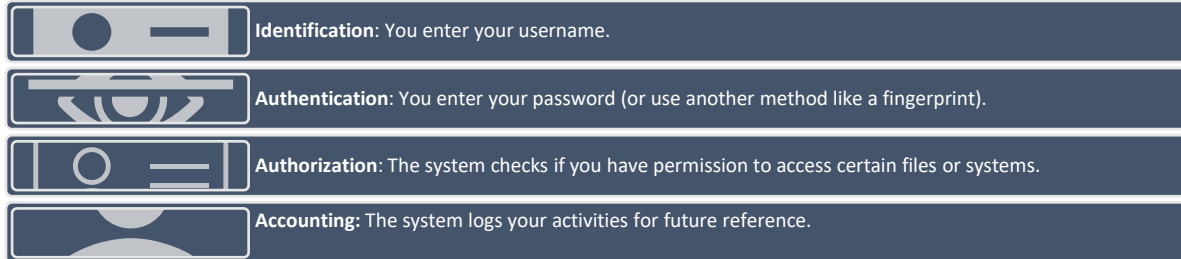 Identification: You enter your username.
Authentication: You enter your password (or use another method like a fingerprint).
Authorization: The system checks if you have permission to access certain files or systems.
Accounting: The system logs your activities for future reference.